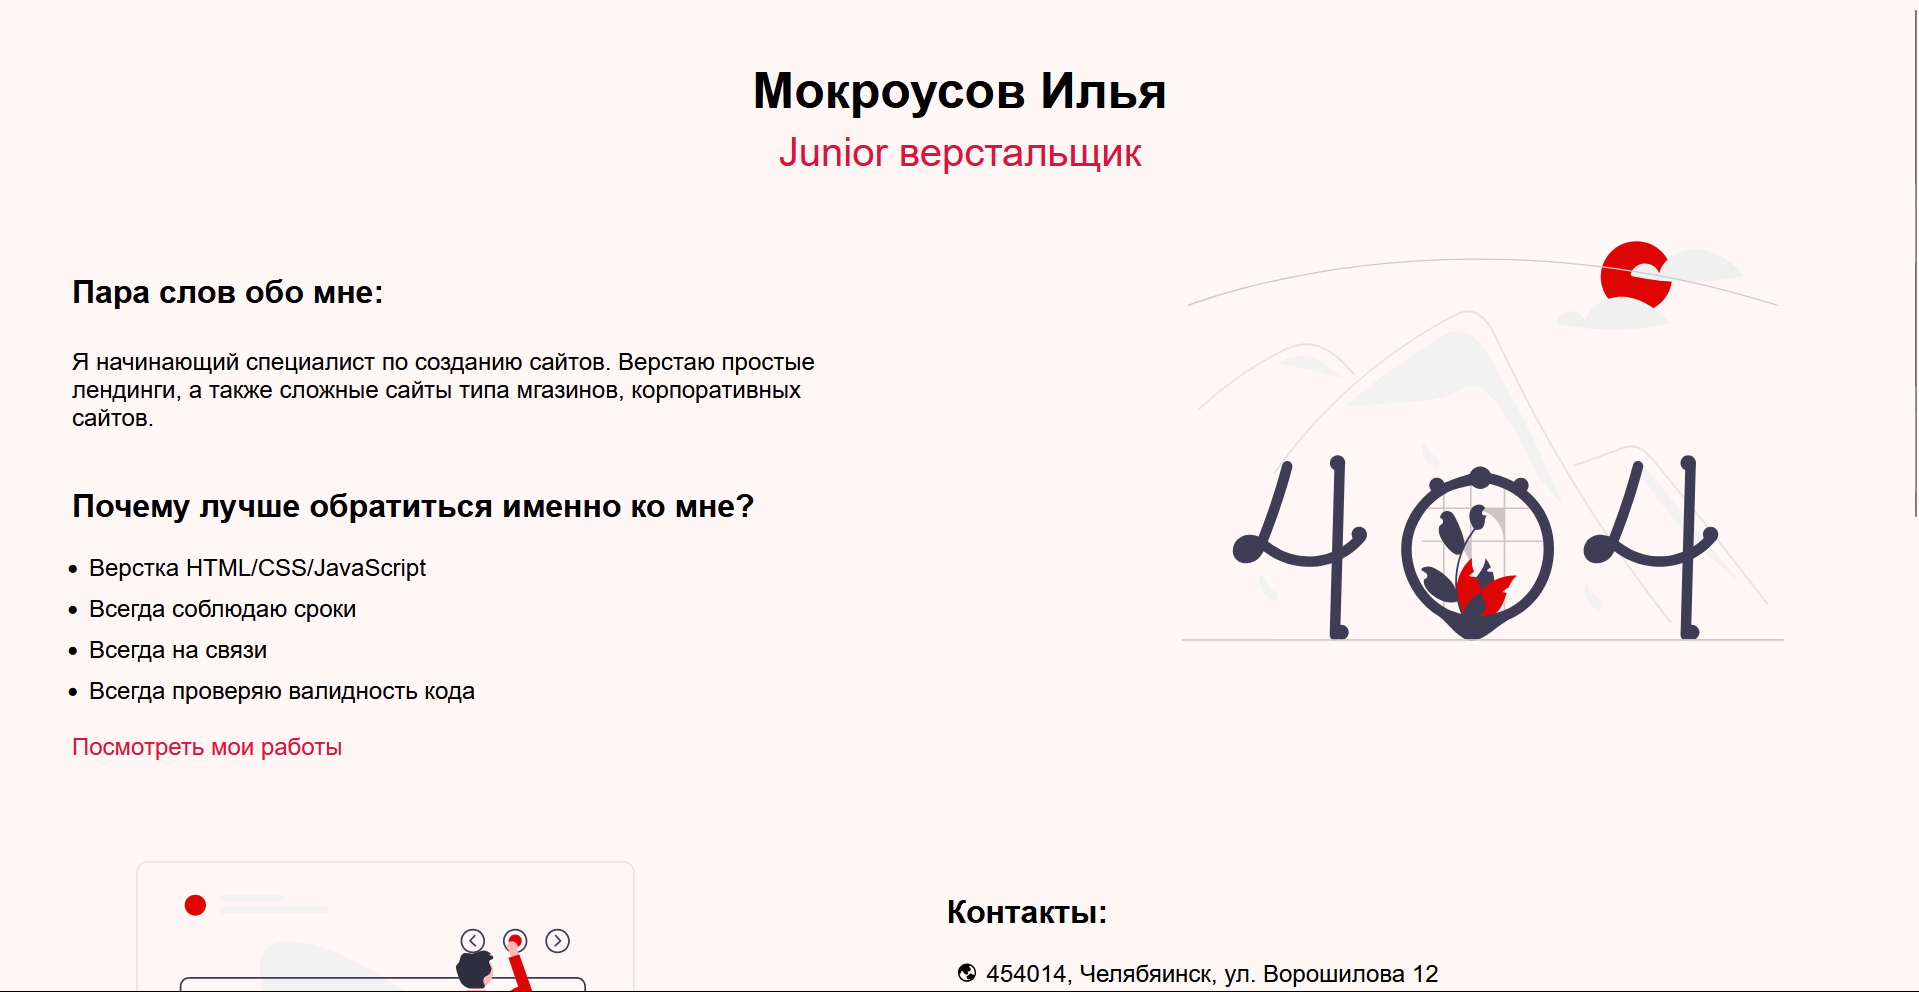 Мокроусов Илья
Junior верстальщик
Пара слов обо мне:
Я начинающий специалист по созданию сайтов. Верстаю простые
лендинги, а также сложные сайты типа мгазинов, корпоративных
сайтов.
Почему лучше обратиться именно ко мне?
Верстка HTML/CSS/JavaScript
Всегда соблюдаю сроки
Всегда на связи
Всегда проверяю валидность кода
Посмотреть мои работы
404
Контакты:
454014, Челябяинск, ул. Ворошилова 12